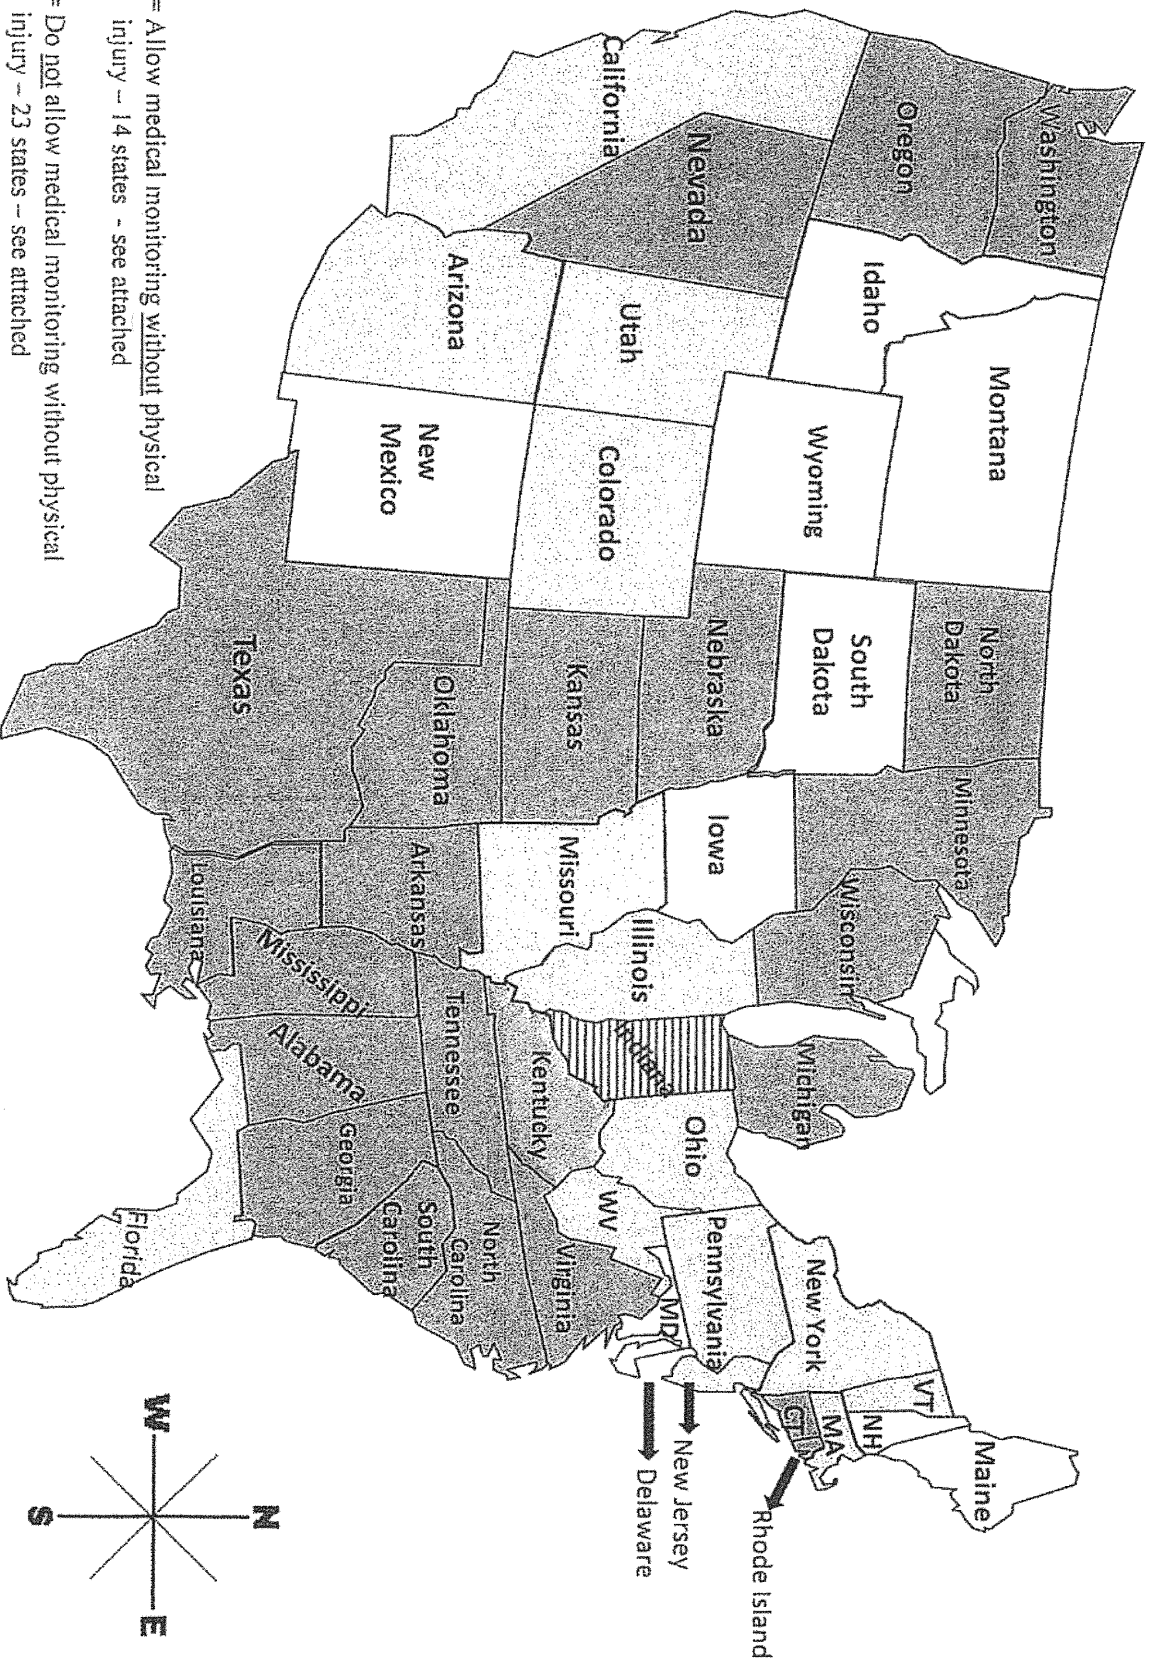 Washington
Oregon
California
Nevada
Idaho
Montana
Wyoming
Utah
Arizona
Colorado
New
Mexico
North
Dakota
South
Dakota
Nebraska
Kansas
Oklahoma
Texas
Minnesota
Iowa
Missouri
Arkansas
Louisiana
Wisconsin
Illinois
Michigan
Indiana
Ohio
Kentucky
Tennessee
Mississippi
Alabama
Georgia
Florida
South
Carolina
North
Carolina
Virginia
WV
MD
Pennsylvania
New York
VT
NH
MA
CT
Maine
Rhode Island
New Jersey
Delaware
= Allow medical monitoring without physical
injury – 14 states - see attached
= Do not allow medical monitoring without physical
injury – 23 states – see attached
N
W
E
S